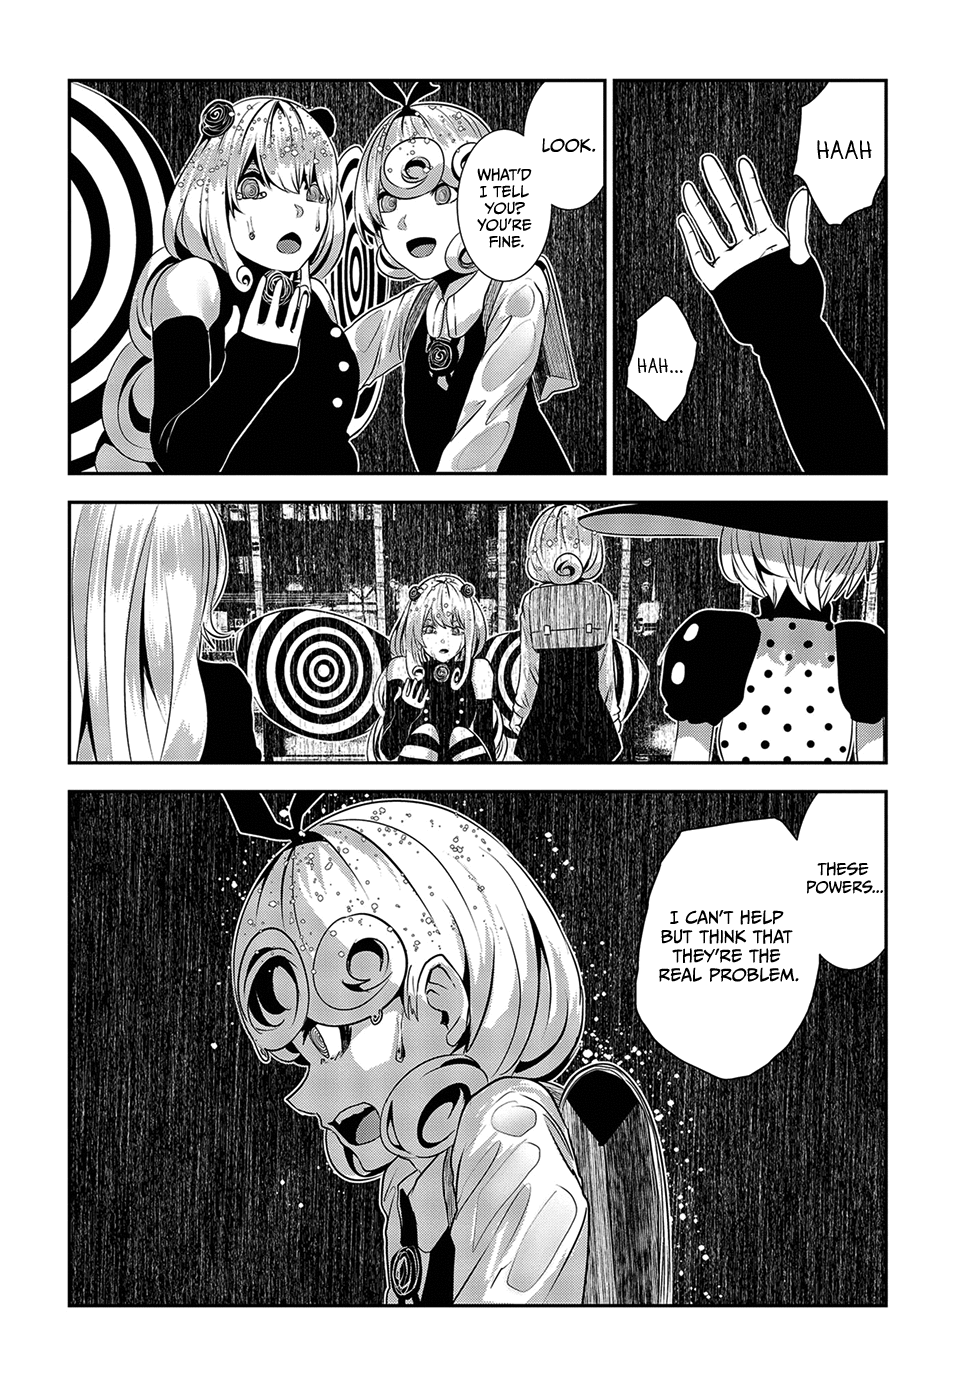 HAAH
HAH...
LOOK.
WHAT'D
I TELL
YOU?
YOU'RE
FINE.
THESE
POWERS...
I CAN'T HELP
BUT THINK THAT
THEY'RE THE
REAL PROBLEM.